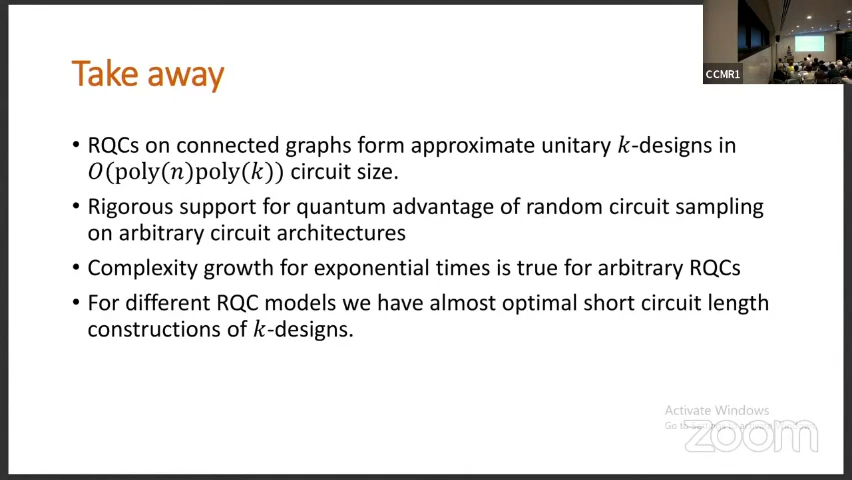 Take away
• RQCs on connected graphs form approximate unitary k-designs in
O(poly(n)poly(k)) circuit size.
• Rigorous support for quantum advantage of random circuit sampling
on arbitrary circuit architectures
• Complexity growth for exponential times is true for arbitrary RQCs
• For different RQC models we have almost optimal short circuit length
constructions of k-designs.
CCMR1
Activate Windows
Go to
zoom